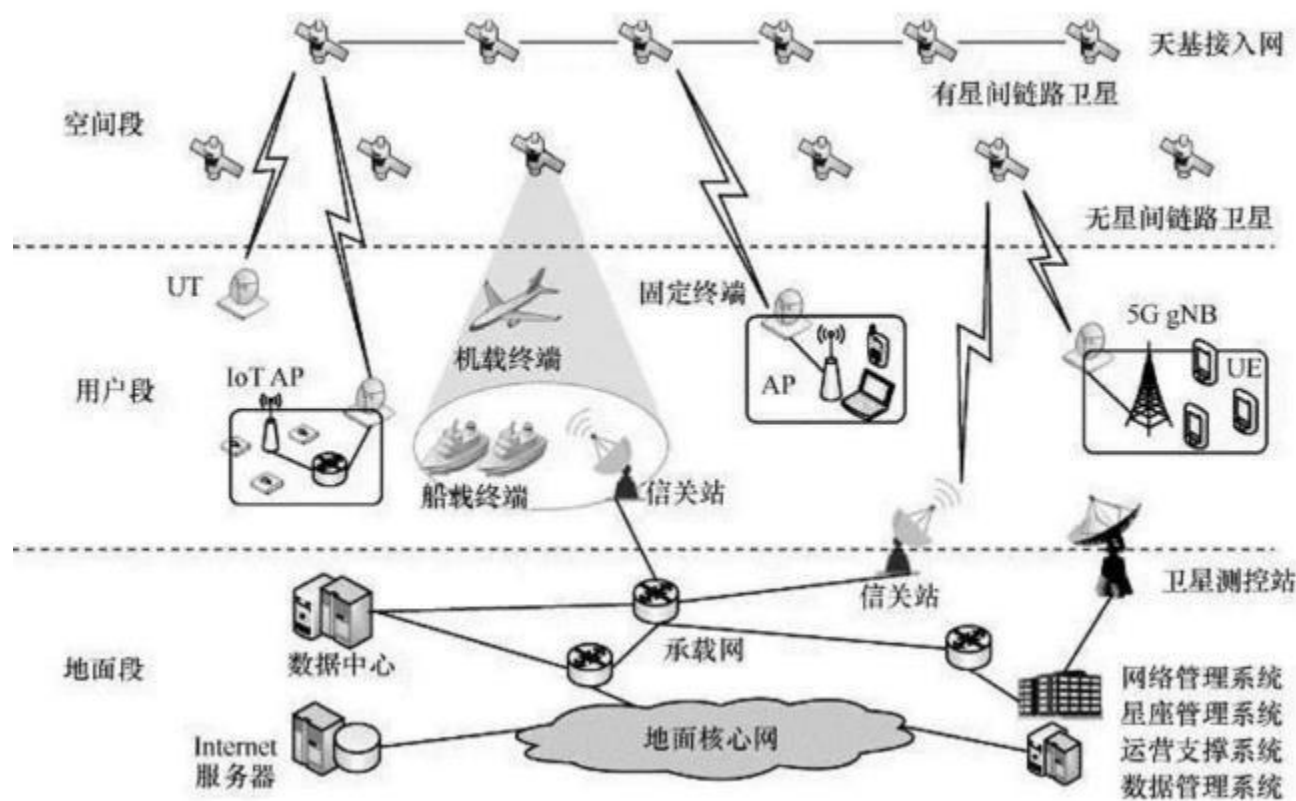 天基接入网
有星间链路卫星
空间段
无星间链路卫星
UT
固定终端
5G gNB
机载终端
用户段
IoT AP
AP
UE
船载终端
信关站
信关站
卫星测控站
数据中心
承载网
地面段
网络管理系统
星座管理系统
Internet
服务器
地面核心网
运营支撑系统
数据管理系统